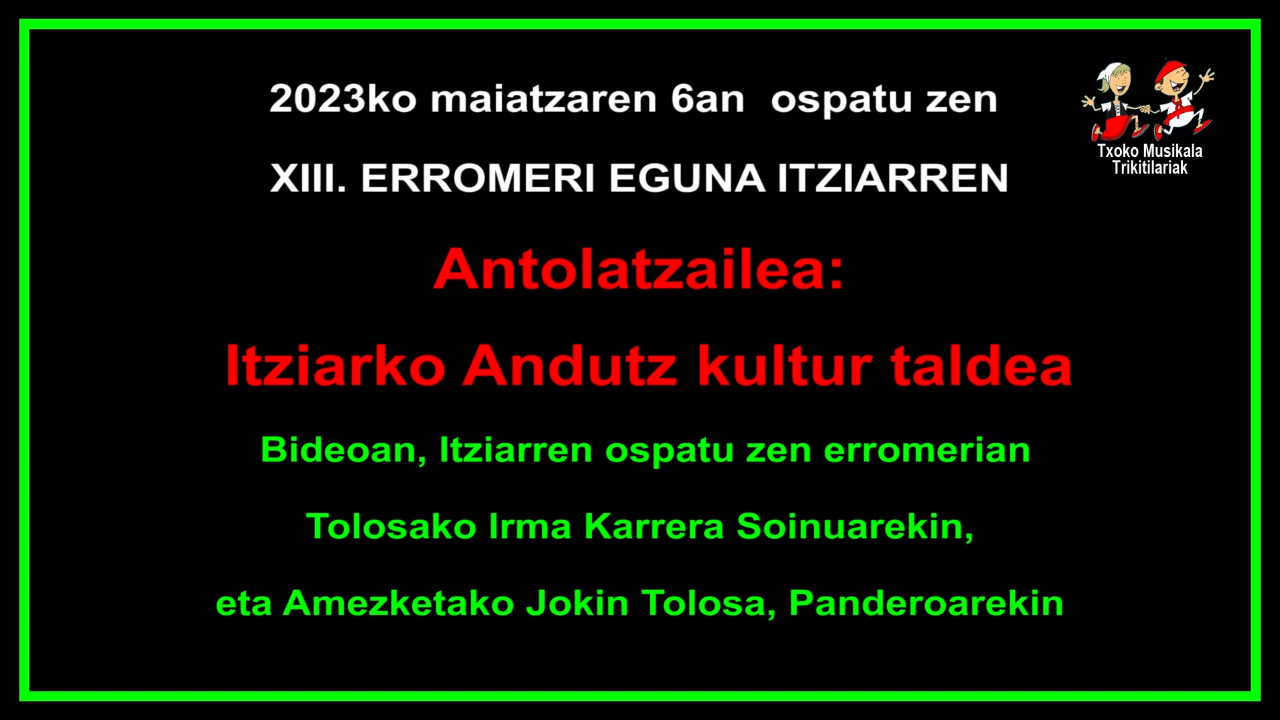 2023ko maiatzaren 6an  ospatu zen
XIII. ERROMERI EGUNA ITZIARREN
Txoko Musikala
Trikitilariak
Antolatzailea:
Itziarko Andutz kultur taldea
Bideoan, Itziarren ospatu zen erromerian
Tolosako Irma Karrera Soinuarekin,
eta Amezketako Jokin Tolosa, Panderoarekin